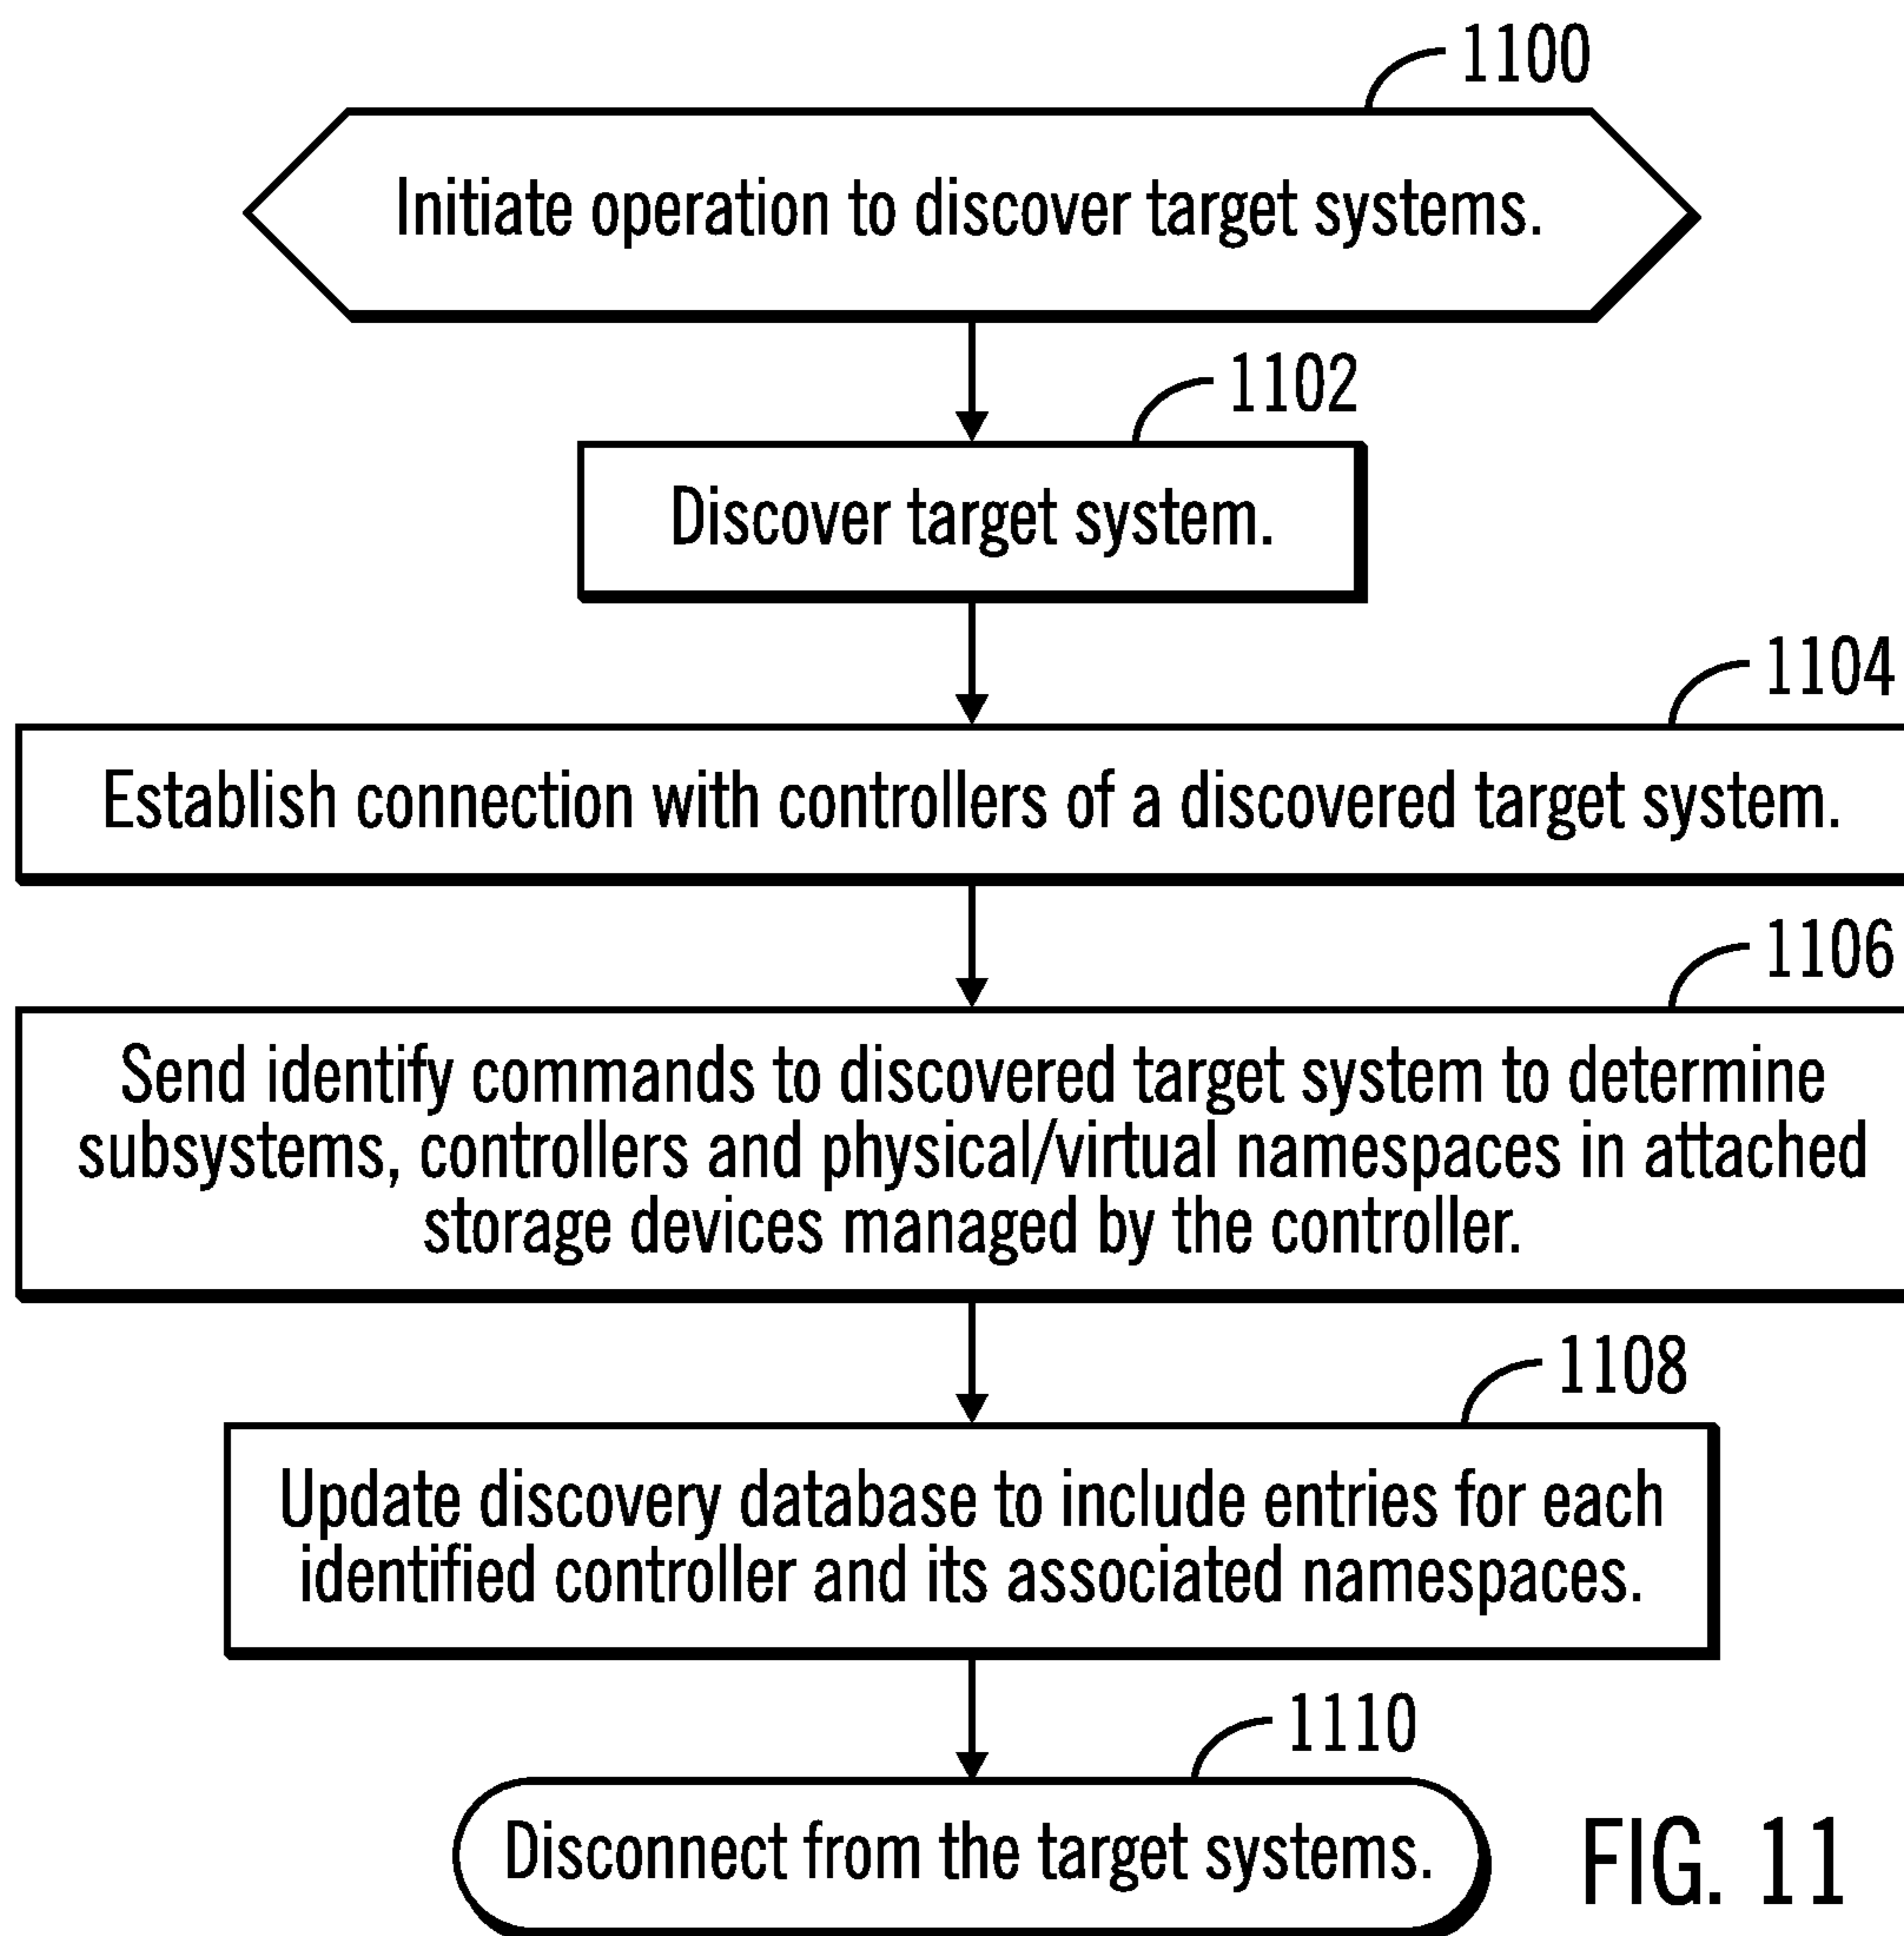 1100
Initiate operation to discover target systems.
1102
Discover target system.
1104
Establish connection with controllers of a discovered target system.
1106
Send identify commands to discovered target system to determine
subsystems, controllers and physical/virtual namespaces in attached
storage devices managed by the controller.
1108
Update discovery database to include entries for each
identified controller and its associated namespaces.
1110
Disconnect from the target systems.
FIG. 11